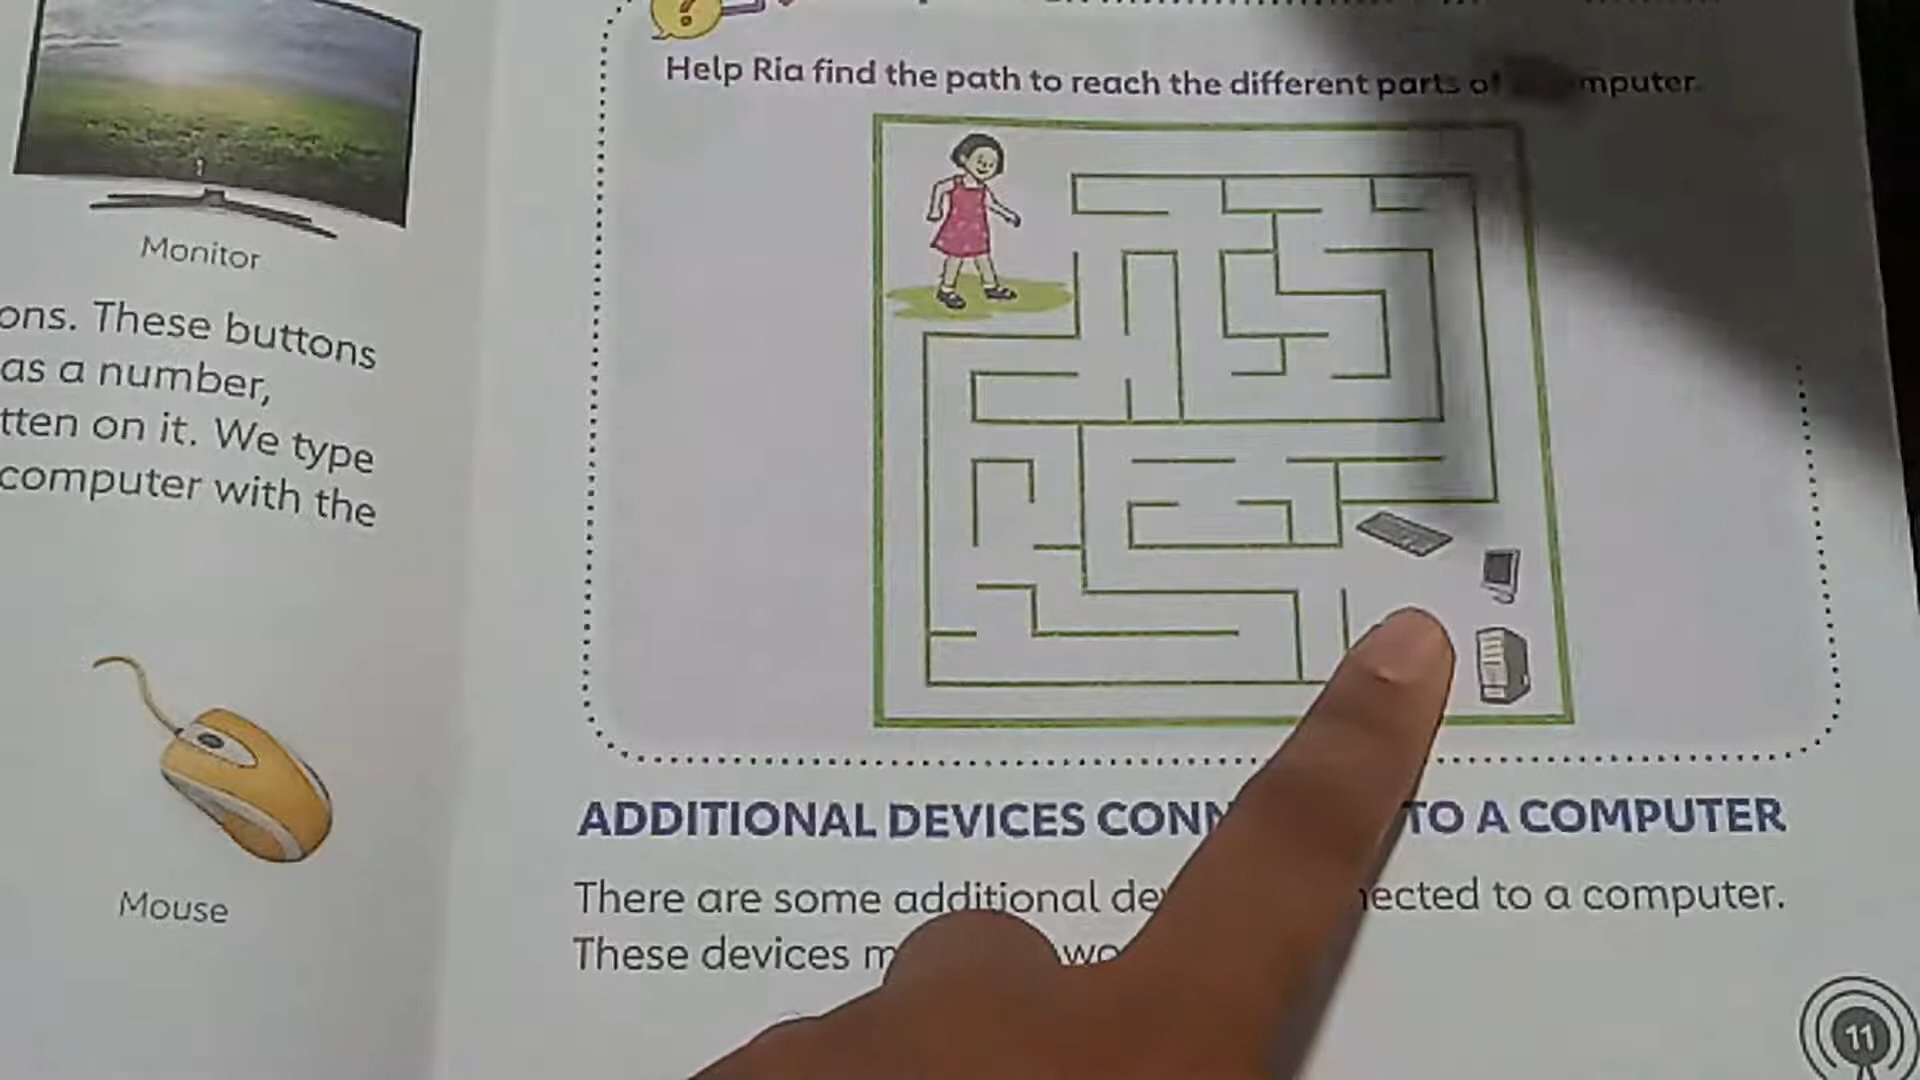 Monitor
ons. These buttons
as a number,
tten on it. We type
computer with the
Mouse
Help Ria find the path to reach the different parts of mputer.
ADDITIONAL DEVICES CONN TO A COMPUTER
There are some additional de nected to a computer.
These devices m wo
11